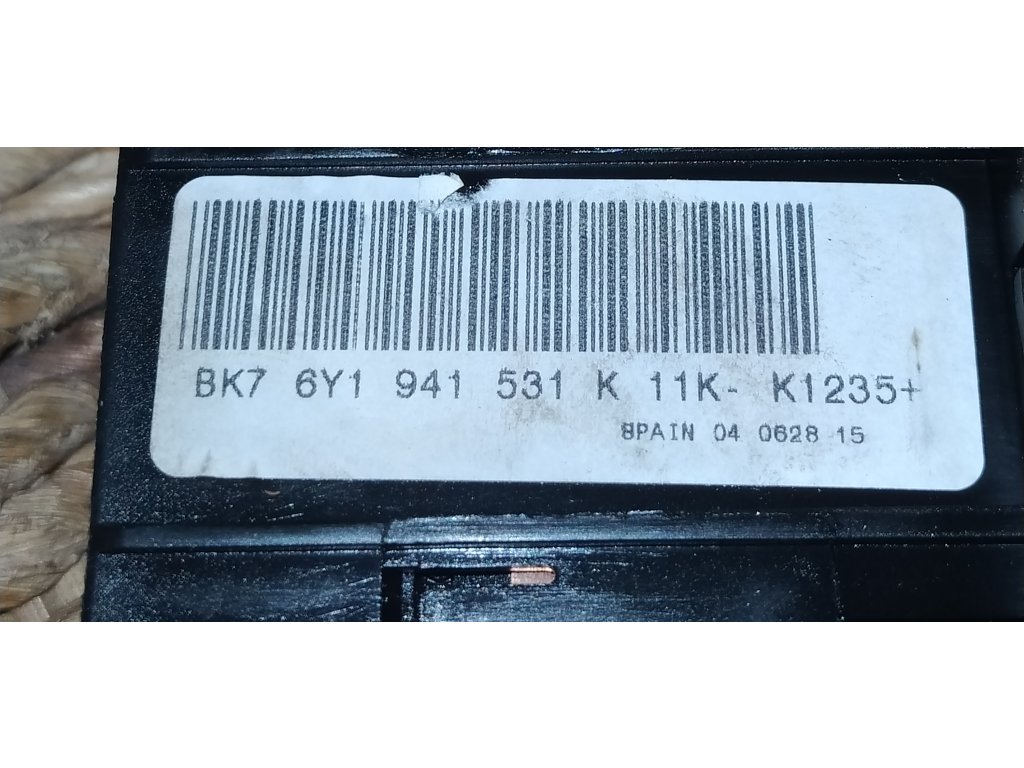 BK7 6Y1 941 531 K 11K- K1235+
SPAIN 04 0628 15